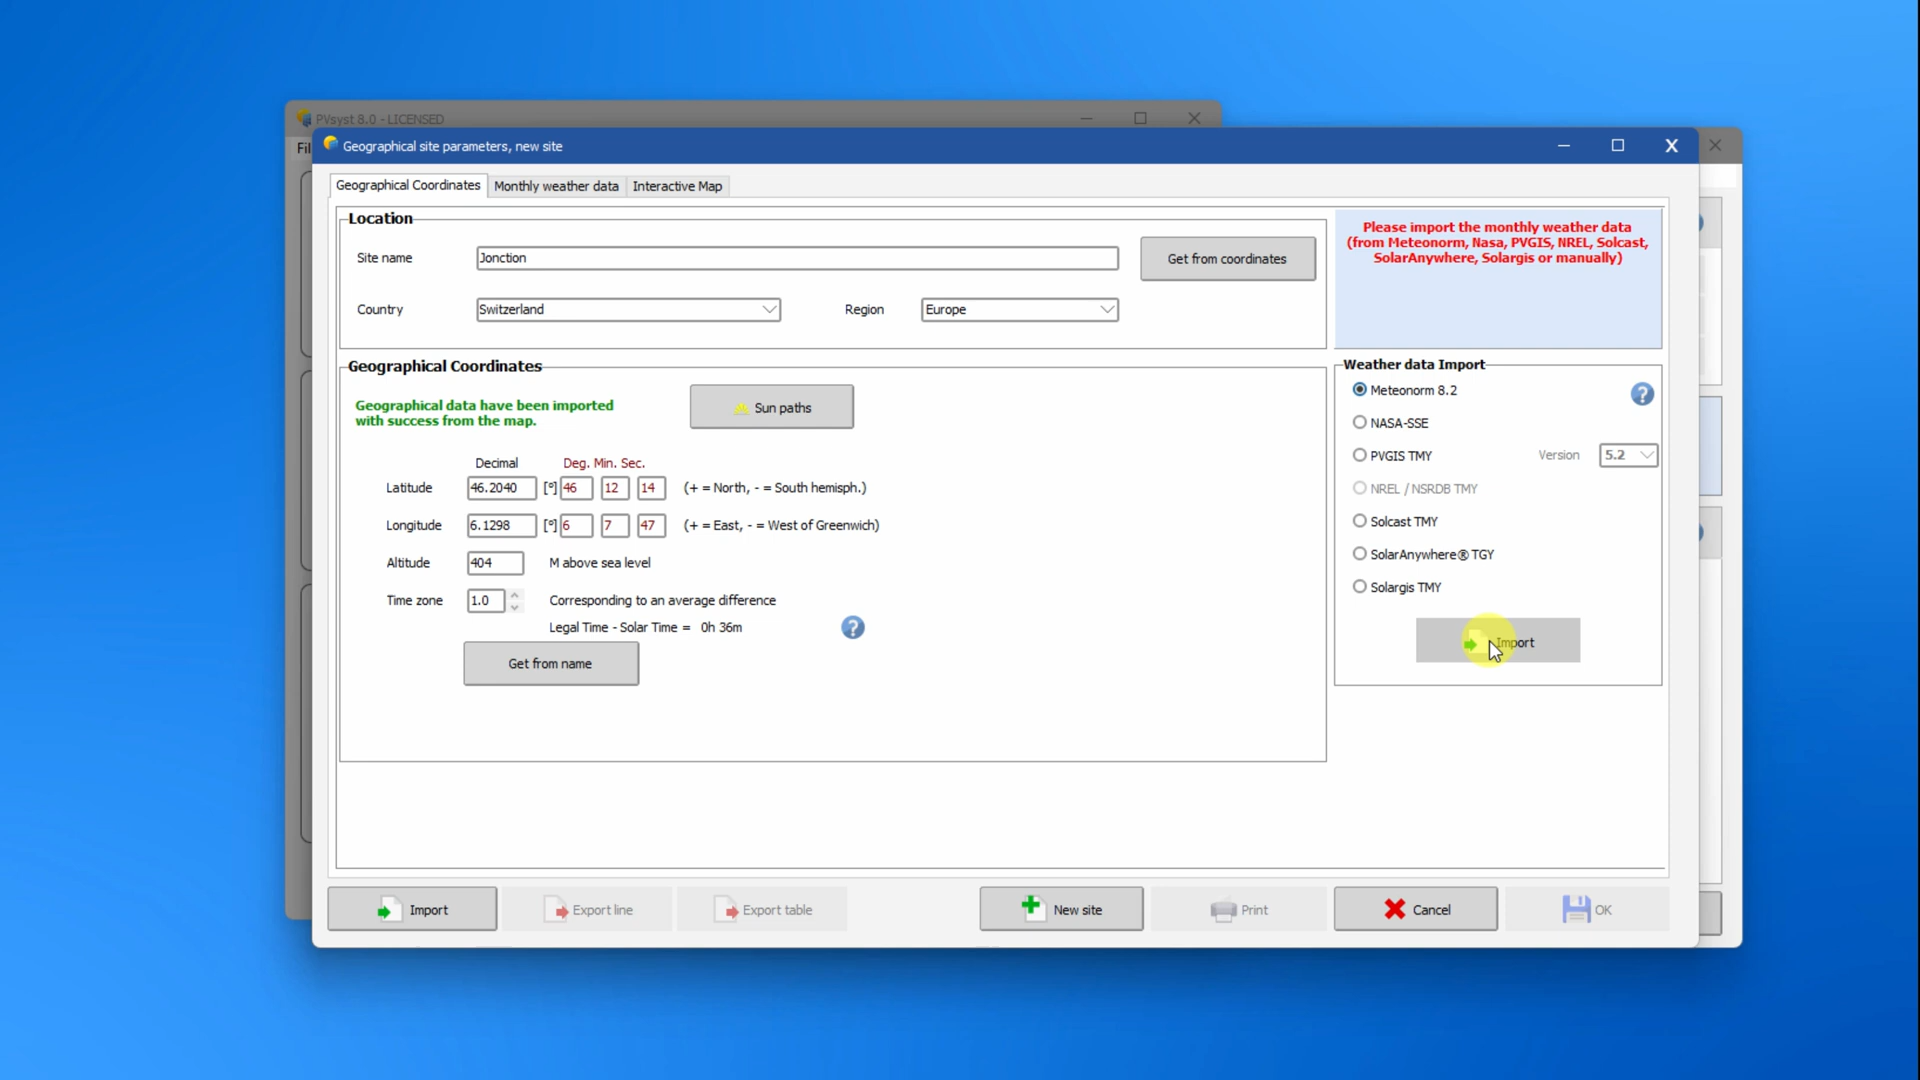 PVsyst 8.0 - LICENSED
Fil
Geographical site parameters, new site
Geographical Coordinates
Monthly weather data
Interactive Map
Location
Site name
Jonction
Get from coordinates
Country
Switzerland
Region
Europe
Please import the monthly weather data
(from Meteonorm, Nasa, PVGIS, NREL, Solcast,
SolarAnywhere, Solargis or manually)
Geographical Coordinates
Geographical data have been imported
with success from the map.
Sun paths
Decimal
Deg. Min. Sec.
Latitude
46.2040
[°]
46
12
14
(+ = North, - = South hemisph.)
Longitude
6.1298
[°]
6
7
47
(+ = East, - = West of Greenwich)
Altitude
404
M above sea level
Time zone
1.0
Corresponding to an average difference
Legal Time - Solar Time = 0h 36m
?
Get from name
Weather data Import
Meteonorm 8.2
?
NASA-SSE
PVGIS TMY
Version
5.2
NREL / NSRDB TMY
Solcast TMY
SolarAnywhere® TGY
Solargis TMY
Import
Import
Export line
Export table
New site
Print
Cancel
OK